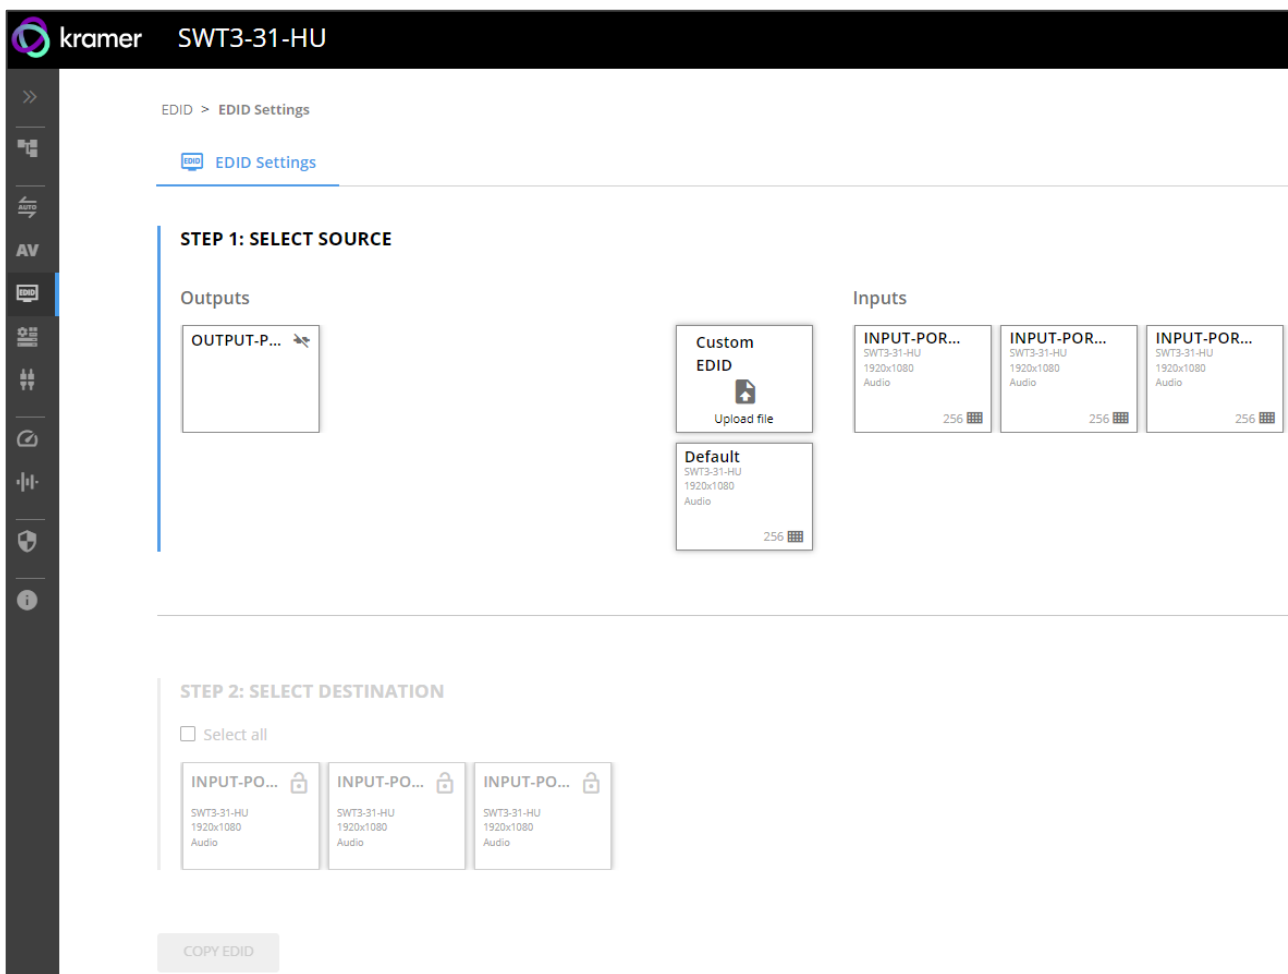 kramer SWT3-31-HU
EDID > EDID Settings
EDID EDID Settings
AUTO
AV
EDID
STEP 1: SELECT SOURCE
Outputs
Inputs
OUTPUT-P...
Custom
EDID
Upload file
INPUT-POR...
SWT3-31-HU
1920x1080
Audio
256
INPUT-POR...
SWT3-31-HU
1920x1080
Audio
256
INPUT-POR...
SWT3-31-HU
1920x1080
Audio
256
Default
SWT3-31-HU
1920x1080
Audio
256
STEP 2: SELECT DESTINATION
Select all
INPUT-PO...
SWT3-31-HU
1920x1080
Audio
INPUT-PO...
SWT3-31-HU
1920x1080
Audio
INPUT-PO...
SWT3-31-HU
1920x1080
Audio
COPY EDID